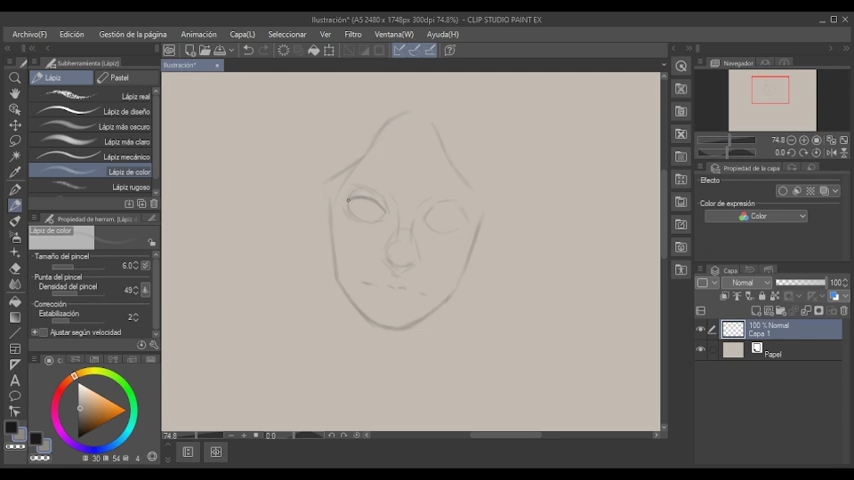 Ilustración* (A5 2480 x 1748px 300dpi 74.8%) - CLIP STUDIO PAINT EX
Archivo(F) Edición Gestión de la página Animación Capa(L) Seleccionar Ver Filtro Ventana(W) Ayuda(H)
Subherramienta (Lápiz)
Lápiz Pastel
Lápiz real
Lápiz de diseño
Lápiz más oscuro
Lápiz más claro
Lápiz mecánico
Lápiz de color
Lápiz rugoso
Propiedad de herram. [Lápiz
Lápiz de color
Tamaño del pincel 6.0
Punta del pincel
Densidad del pincel 49
Corrección
Estabilización 2
Ajustar según velocidad
30 54 4
Ilustración*
74.8 0.0
Navegador
74.8
0.0
Propiedad de la capa
Efecto
Color de expresión
Color
Capa
Normal 100
100 % Normal
Capa 1
Papel